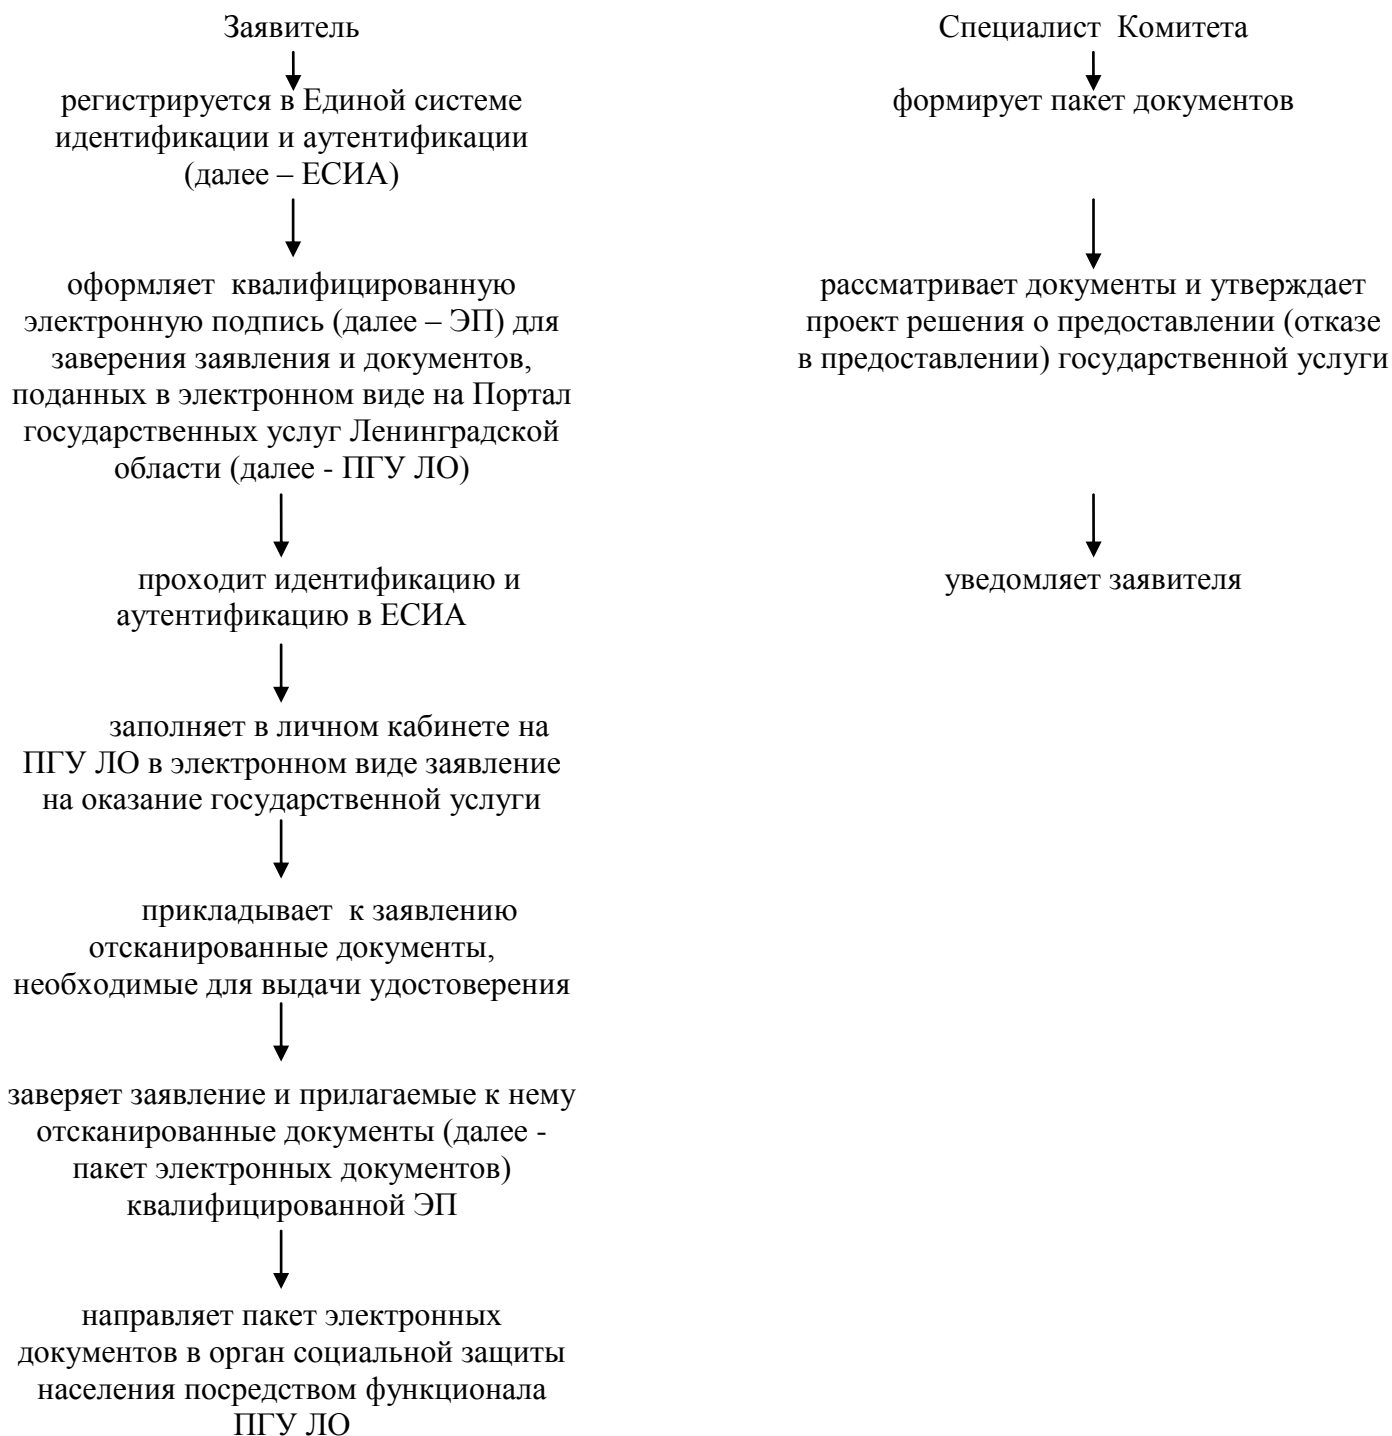 Заявитель
регистрируется в Единой системе
идентификации и аутентификации
(далее – ЕСИА)
оформляет квалифицированную
электронную подпись (далее – ЭП) для
заверения заявления и документов,
поданных в электронном виде на Портал
государственных услуг Ленинградской
области (далее - ПГУ ЛО)
проходит идентификацию и
аутентификацию в ЕСИА
заполняет в личном кабинете на
ПГУ ЛО в электронном виде заявление
на оказание государственной услуги
прикладывает к заявлению
отсканированные документы,
необходимые для выдачи удостоверения
заверяет заявление и прилагаемые к нему
отсканированные документы (далее -
пакет электронных документов)
квалифицированной ЭП
направляет пакет электронных
документов в орган социальной защиты
населения посредством функционала
ПГУ ЛО
Специалист Комитета
формирует пакет документов
рассматривает документы и утверждает
проект решения о предоставлении (отказе
в предоставлении) государственной услуги
уведомляет заявителя